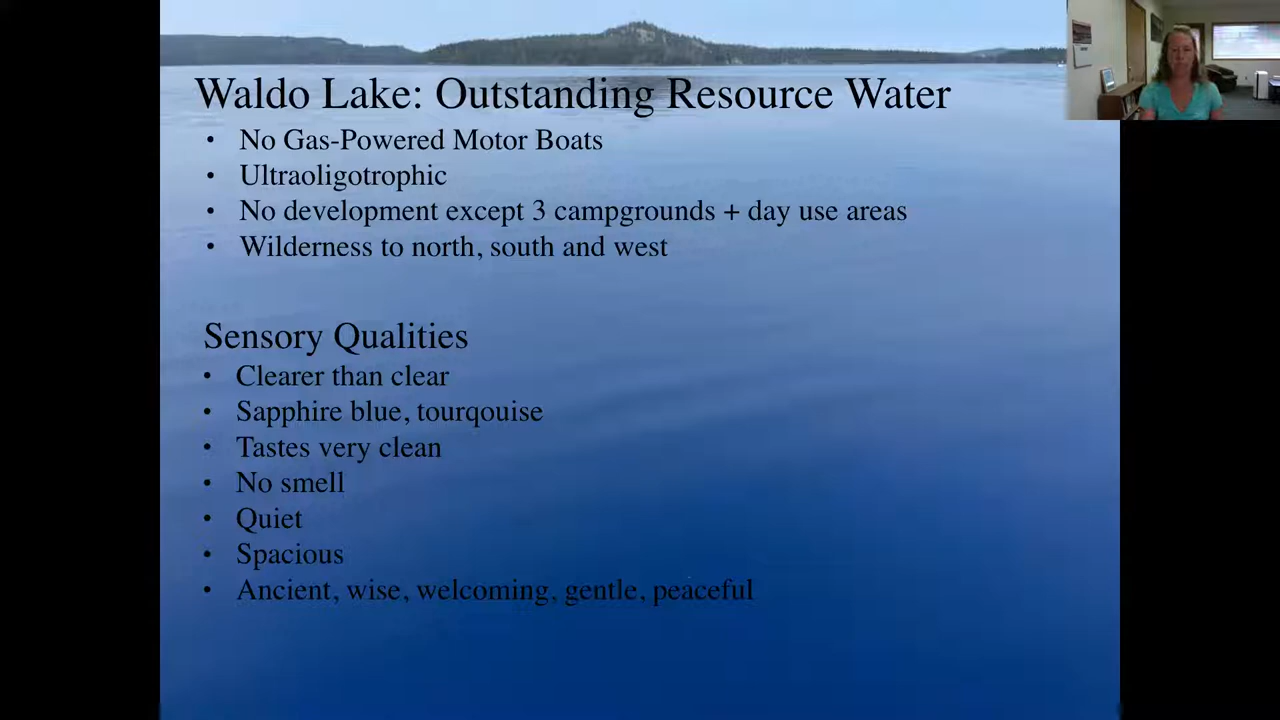 Waldo Lake: Outstanding Resource Water
• No Gas-Powered Motor Boats
• Ultraoligotrophic
• No development except 3 campgrounds + day use areas
• Wilderness to north, south and west
Sensory Qualities
• Clearer than clear
• Sapphire blue, tourqouise
• Tastes very clean
• No smell
• Quiet
• Spacious
• Ancient, wise, welcoming, gentle, peaceful